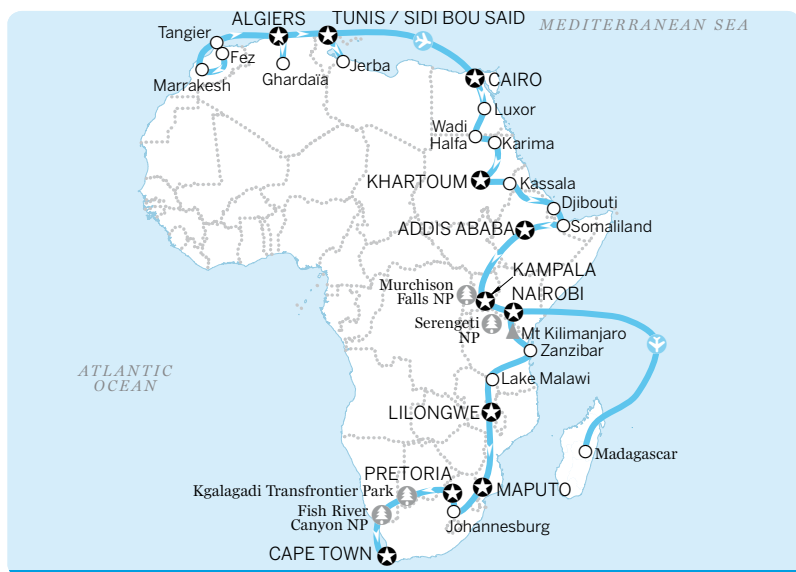 ALGIERS
TUNIS / SIDI BOU SAID
MEDITERRANEAN SEA
Tangier
Fez
Marrakesh
Ghardaïa
Jerba
CAIRO
Luxor
Wadi
Halfa
Karima
KHARTOUM
Kassala
Djibouti
Somaliland
ADDIS ABABA
KAMPALA
Murchison
Falls NP
NAIROBI
Serengeti
NP
Mt Kilimanjaro
Zanzibar
ATLANTIC
OCEAN
Lake Malawi
LILONGWE
Madagascar
PRETORIA
Kgalagadi Transfrontier Park
MAPUTO
Fish River
Canyon NP
Johannesburg
CAPE TOWN